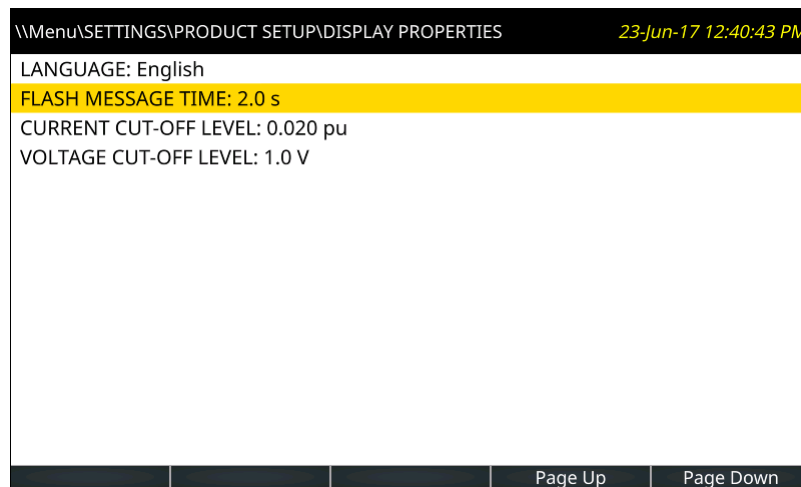 \\Menu\SETTINGS\PRODUCT SETUP\DISPLAY PROPERTIES 23-Jun-17 12:40:43 PM
LANGUAGE: English
FLASH MESSAGE TIME: 2.0 s
CURRENT CUT-OFF LEVEL: 0.020 pu
VOLTAGE CUT-OFF LEVEL: 1.0 V
Page Up Page Down